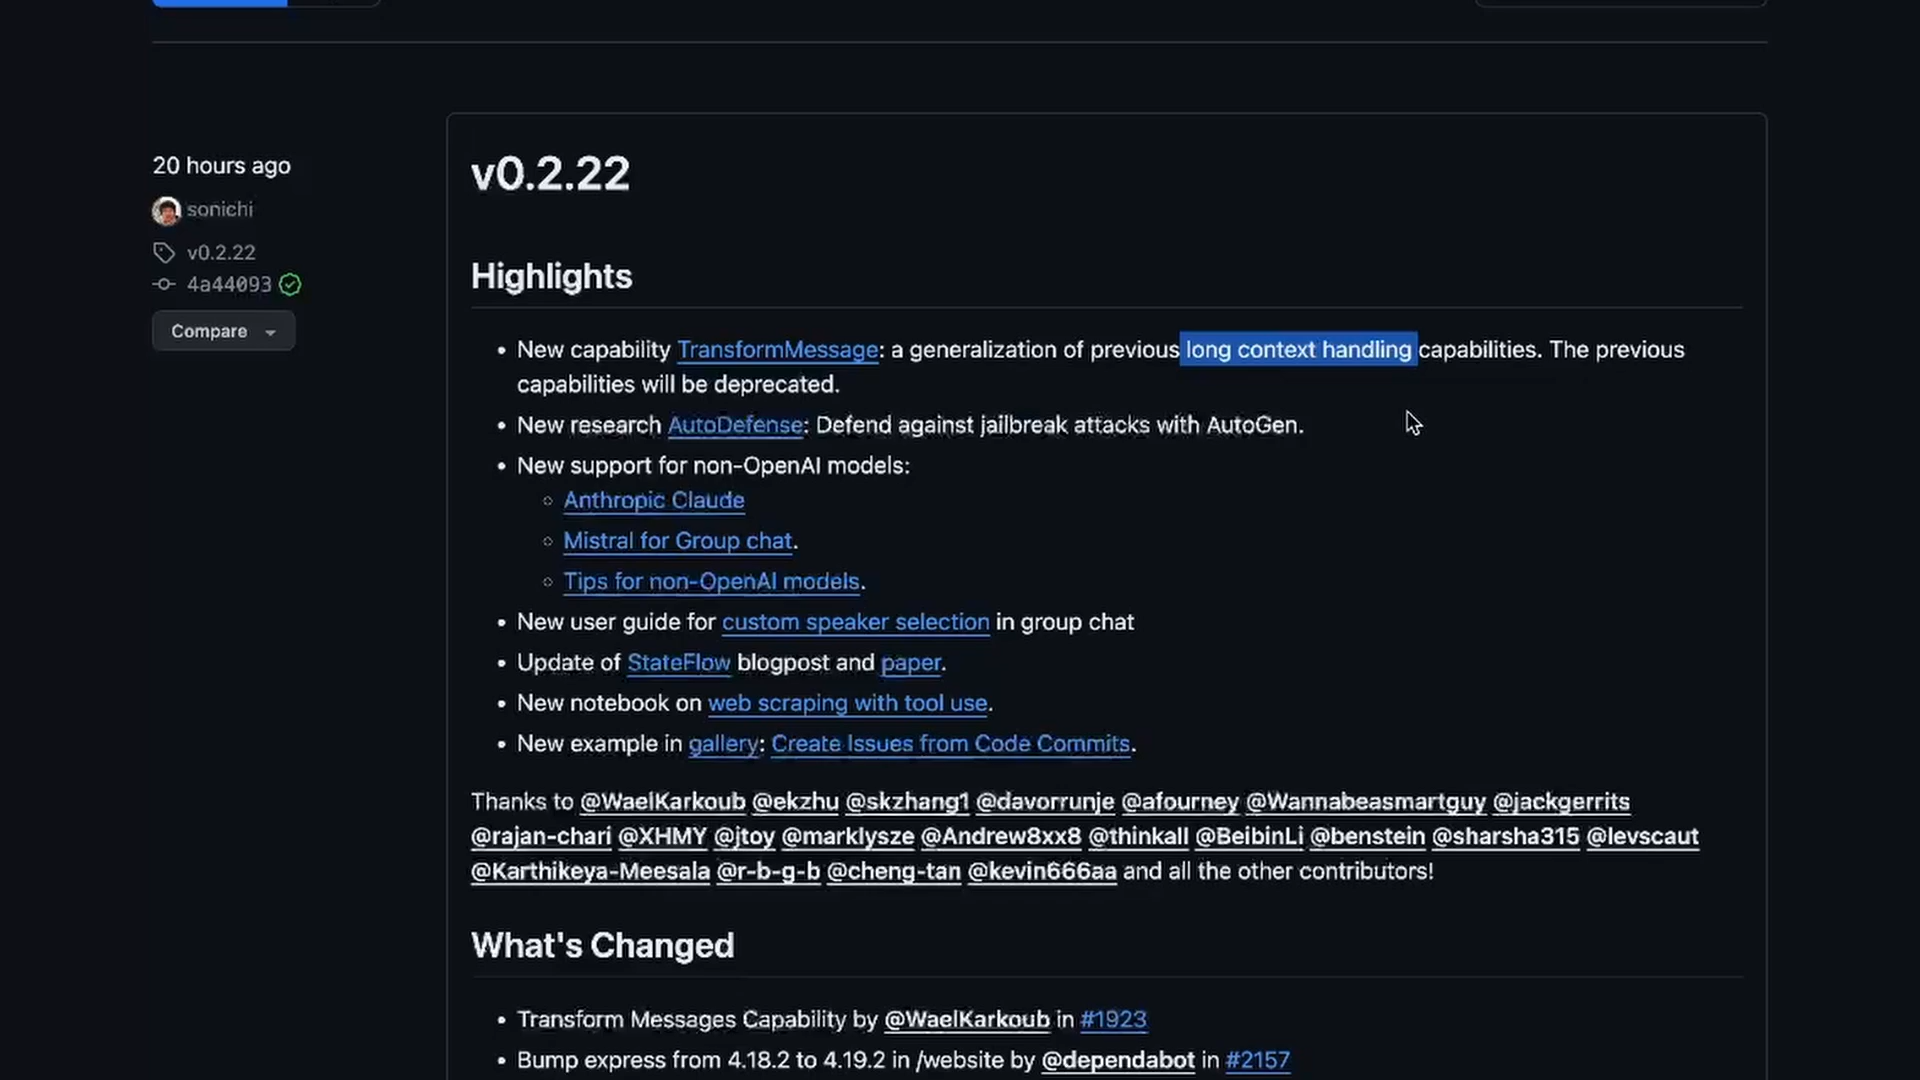 20 hours ago
sonichi
v0.2.22
4a44093
Compare
v0.2.22
Highlights
• New capability TransformMessage: a generalization of previous long context handling capabilities. The previous
capabilities will be deprecated.
• New research AutoDefense: Defend against jailbreak attacks with AutoGen.
• New support for non-OpenAI models:
◦ Anthropic Claude
◦ Mistral for Group chat.
◦ Tips for non-OpenAI models.
• New user guide for custom speaker selection in group chat
• Update of StateFlow blogpost and paper.
• New notebook on web scraping with tool use.
• New example in gallery: Create Issues from Code Commits.
Thanks to @WaelKarkoub @ekzhu @skzhang1 @davorrunje @afourney @Wannabeasmartguy @jackgerrits
@rajan-chari @XHMY @jtoy @marklysze @Andrew8xx8 @thinkall @BeibinLi @benstein @sharsha315 @levscaut
@Karthikeya-Meesala @r-b-g-b @cheng-tan @kevin666aa and all the other contributors!
What's Changed
• Transform Messages Capability by @WaelKarkoub in #1923
• Bump express from 4.18.2 to 4.19.2 in /website by @dependabot in #2157